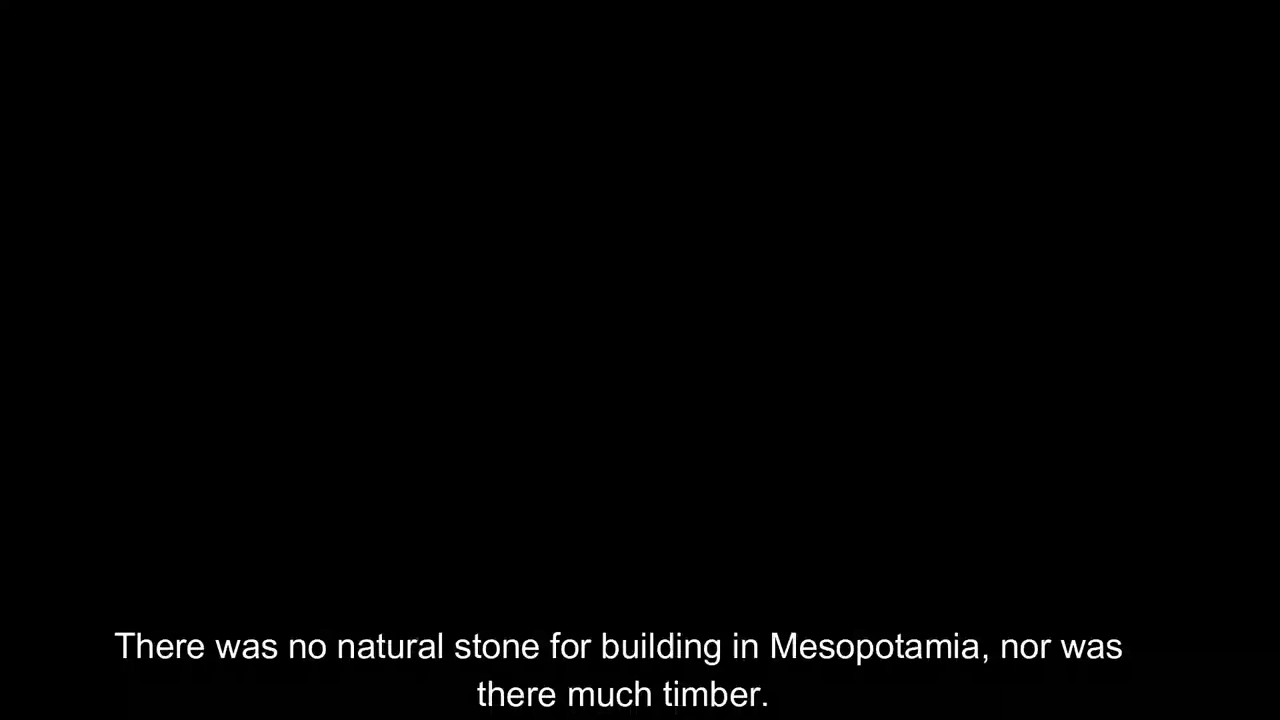 There was no natural stone for building in Mesopotamia, nor was
there much timber.